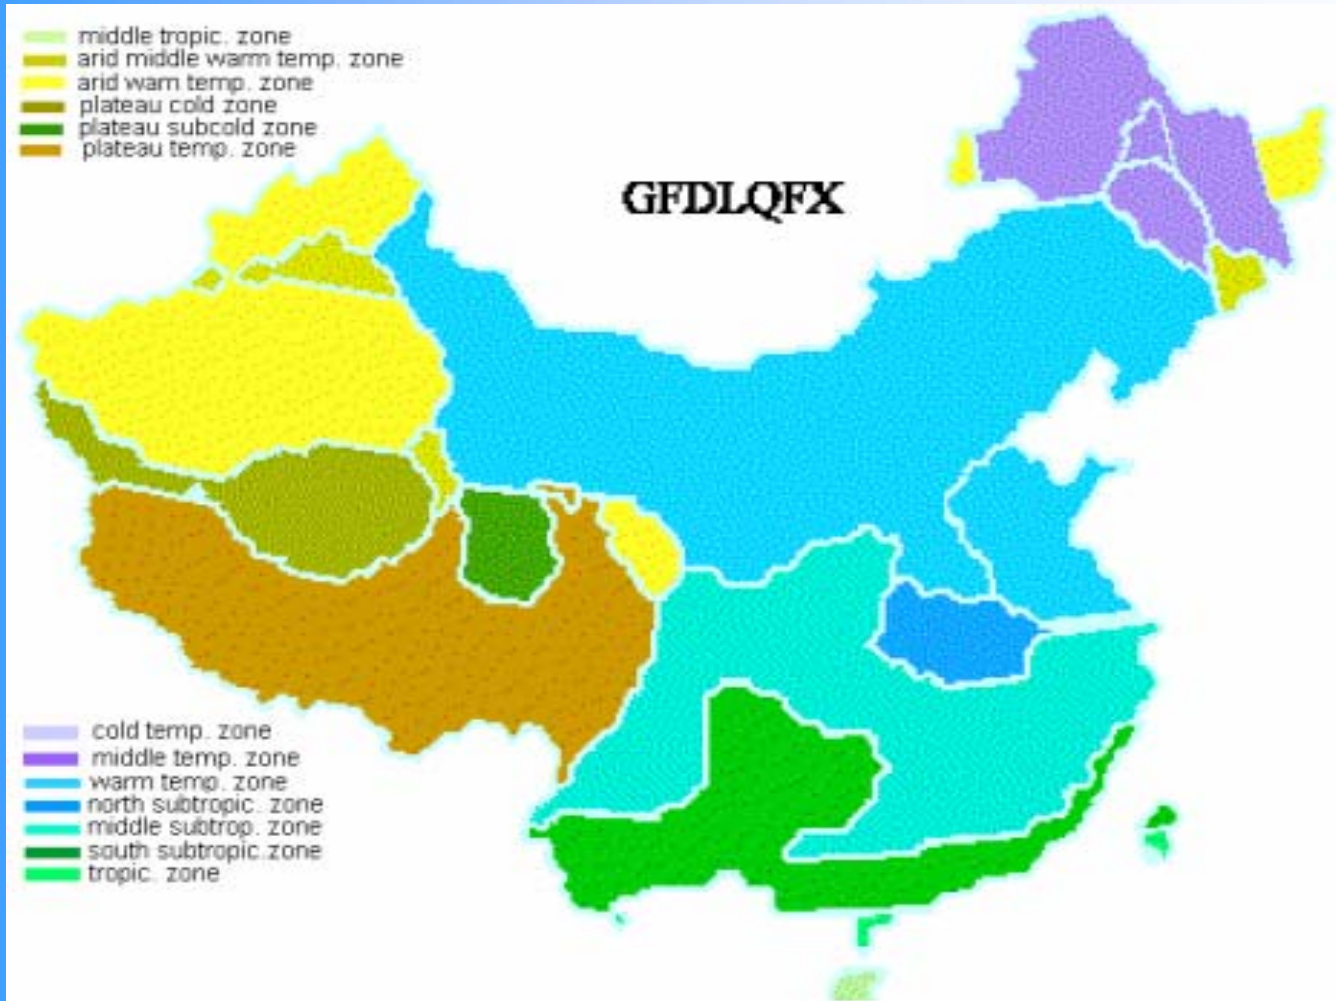 middle tropic. zone
arid middle warm temp. zone
arid warn temp. zone
plateau cold zone
plateau subcold zone
plateau temp. zone
GFDLQFX
cold temp. zone
middle temp. zone
warm temp. zone
north subtropic. zone
middle subtrop. zone
south subtropic.zone
tropic. zone